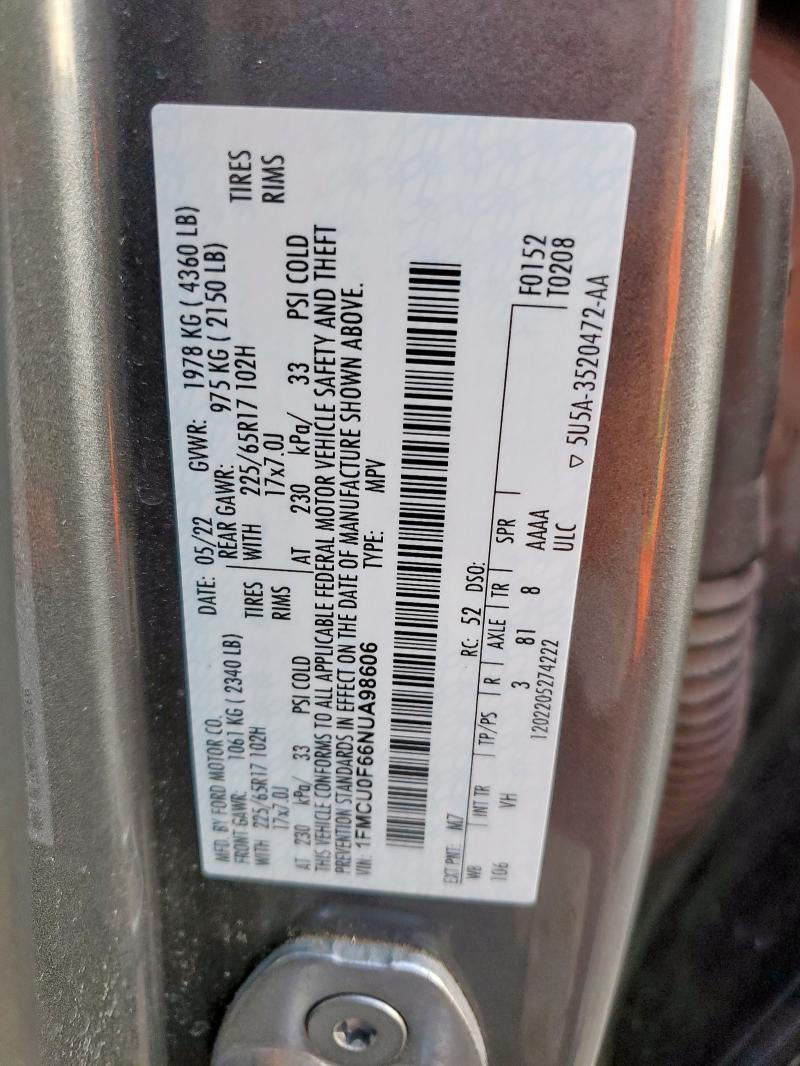 MFD. BY FORD MOTOR CO. DATE: 05/22 GVWR: 1978 KG ( 4360 LB)
FRONT GAWR: 1061 KG ( 2340 LB) REAR GAWR: 975 KG ( 2150 LB)
WITH 225/65R17 102H TIRES WITH 225/65R17 102H TIRES
17x7.0J RIMS 17x7.0J RIMS
AT 230 kPa/ 33 PSI COLD AT 230 kPa/ 33 PSI COLD
THIS VEHICLE CONFORMS TO ALL APPLICABLE FEDERAL MOTOR VEHICLE SAFETY AND THEFT
PREVENTION STANDARDS IN EFFECT ON THE DATE OF MANUFACTURE SHOWN ABOVE.
VIN: 1FMCU0F66NUA98606 TYPE: MPV
EXT PNT: M7 RC: 52 DSO:
WB INT TR TP/PS R AXLE TR SPR F0152
106 VH 3 81 8 AAAA T0208
1202205274222 ULC
▽ 5U5A-3520472-AA